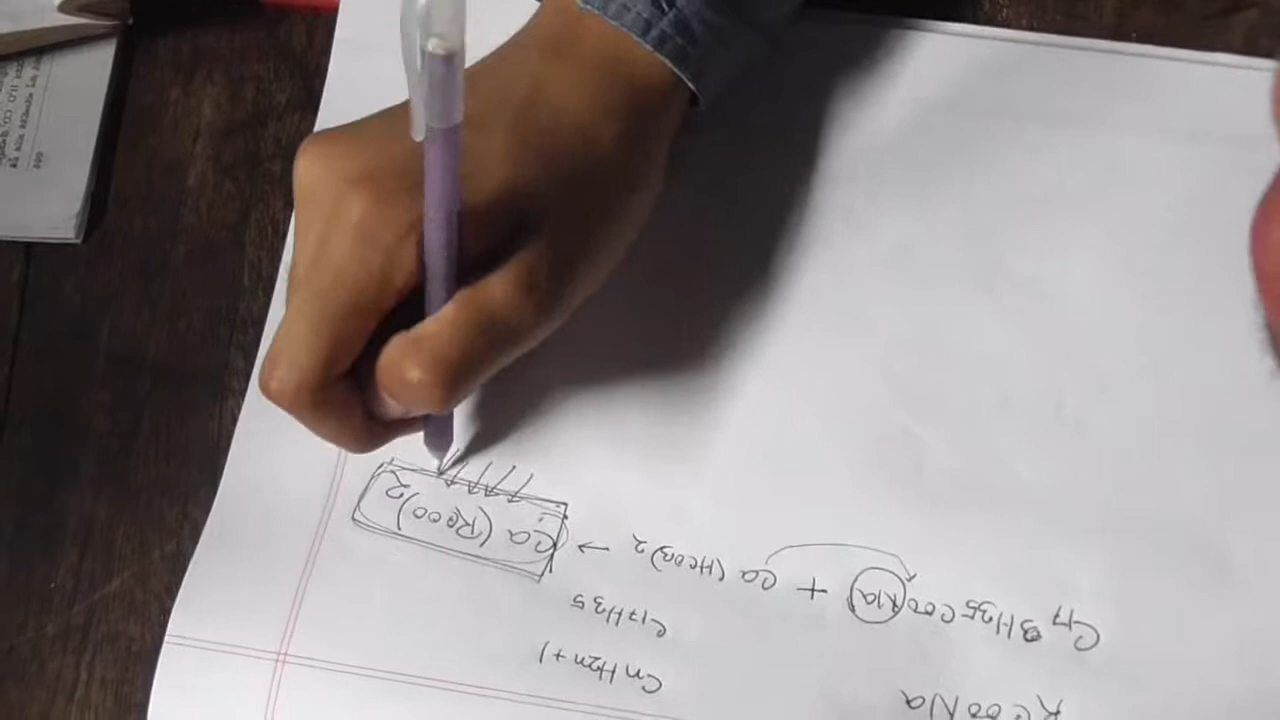 RCOONa
CnH2n+1
C17H35
C17H35COONa + Ca(HCO3)2 → Ca(RCOO)2